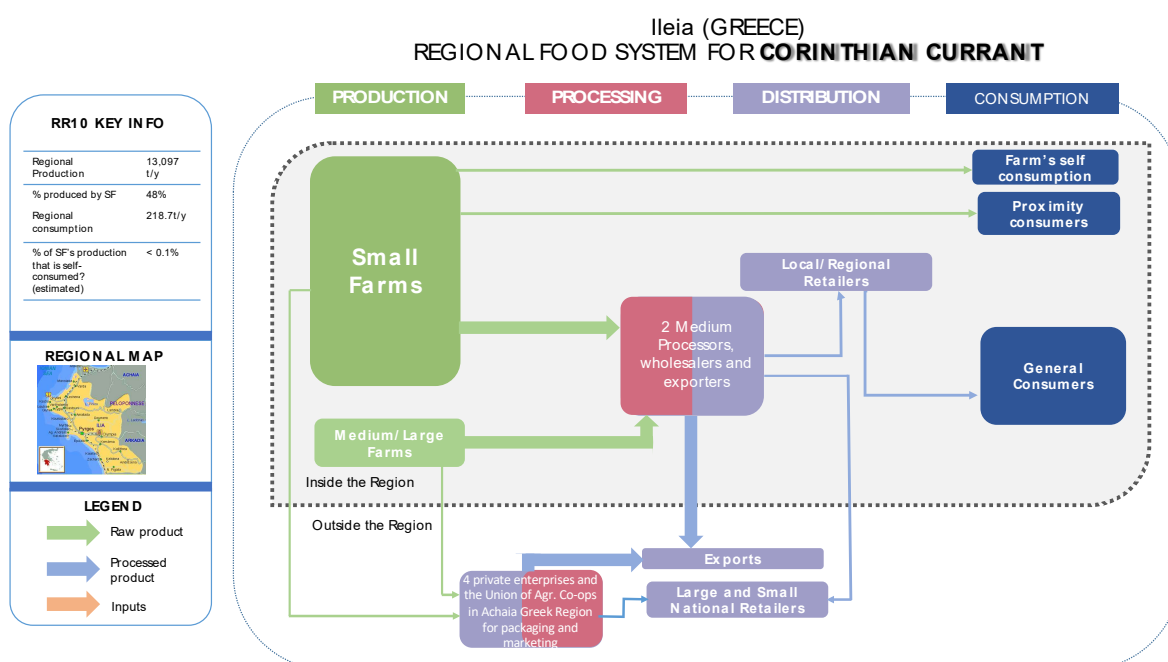 Ileia (GREECE)
REGIONAL FOOD SYSTEM FOR CORINTHIAN CURRANT
PRODUCTION
PROCESSING
DISTRIBUTION
CONSUMPTION
RR10 KEY INFO
Regional Production
13,097 t/y
% produced by SF
48%
Regional consumption
218.7t/y
% of SF's production that is self-consumed? (estimated)
< 0.1%
REGIONAL MAP
ACHAIA
PELOPONNESE
ILIA
Pyrgos
ARKADIA
LEGEND
Raw product
Processed product
Inputs
Small
Farms
Medium/ Large
Farms
Inside the Region
Outside the Region
2 Medium
Processors,
wholesalers and
exporters
Local/ Regional
Retailers
Farm's self
consumption
Proximity
consumers
General
Consumers
Exports
Large and Small
National Retailers
4 private enterprises and
the Union of Agr. Co-ops
in Achaia Greek Region
for packaging and
marketing